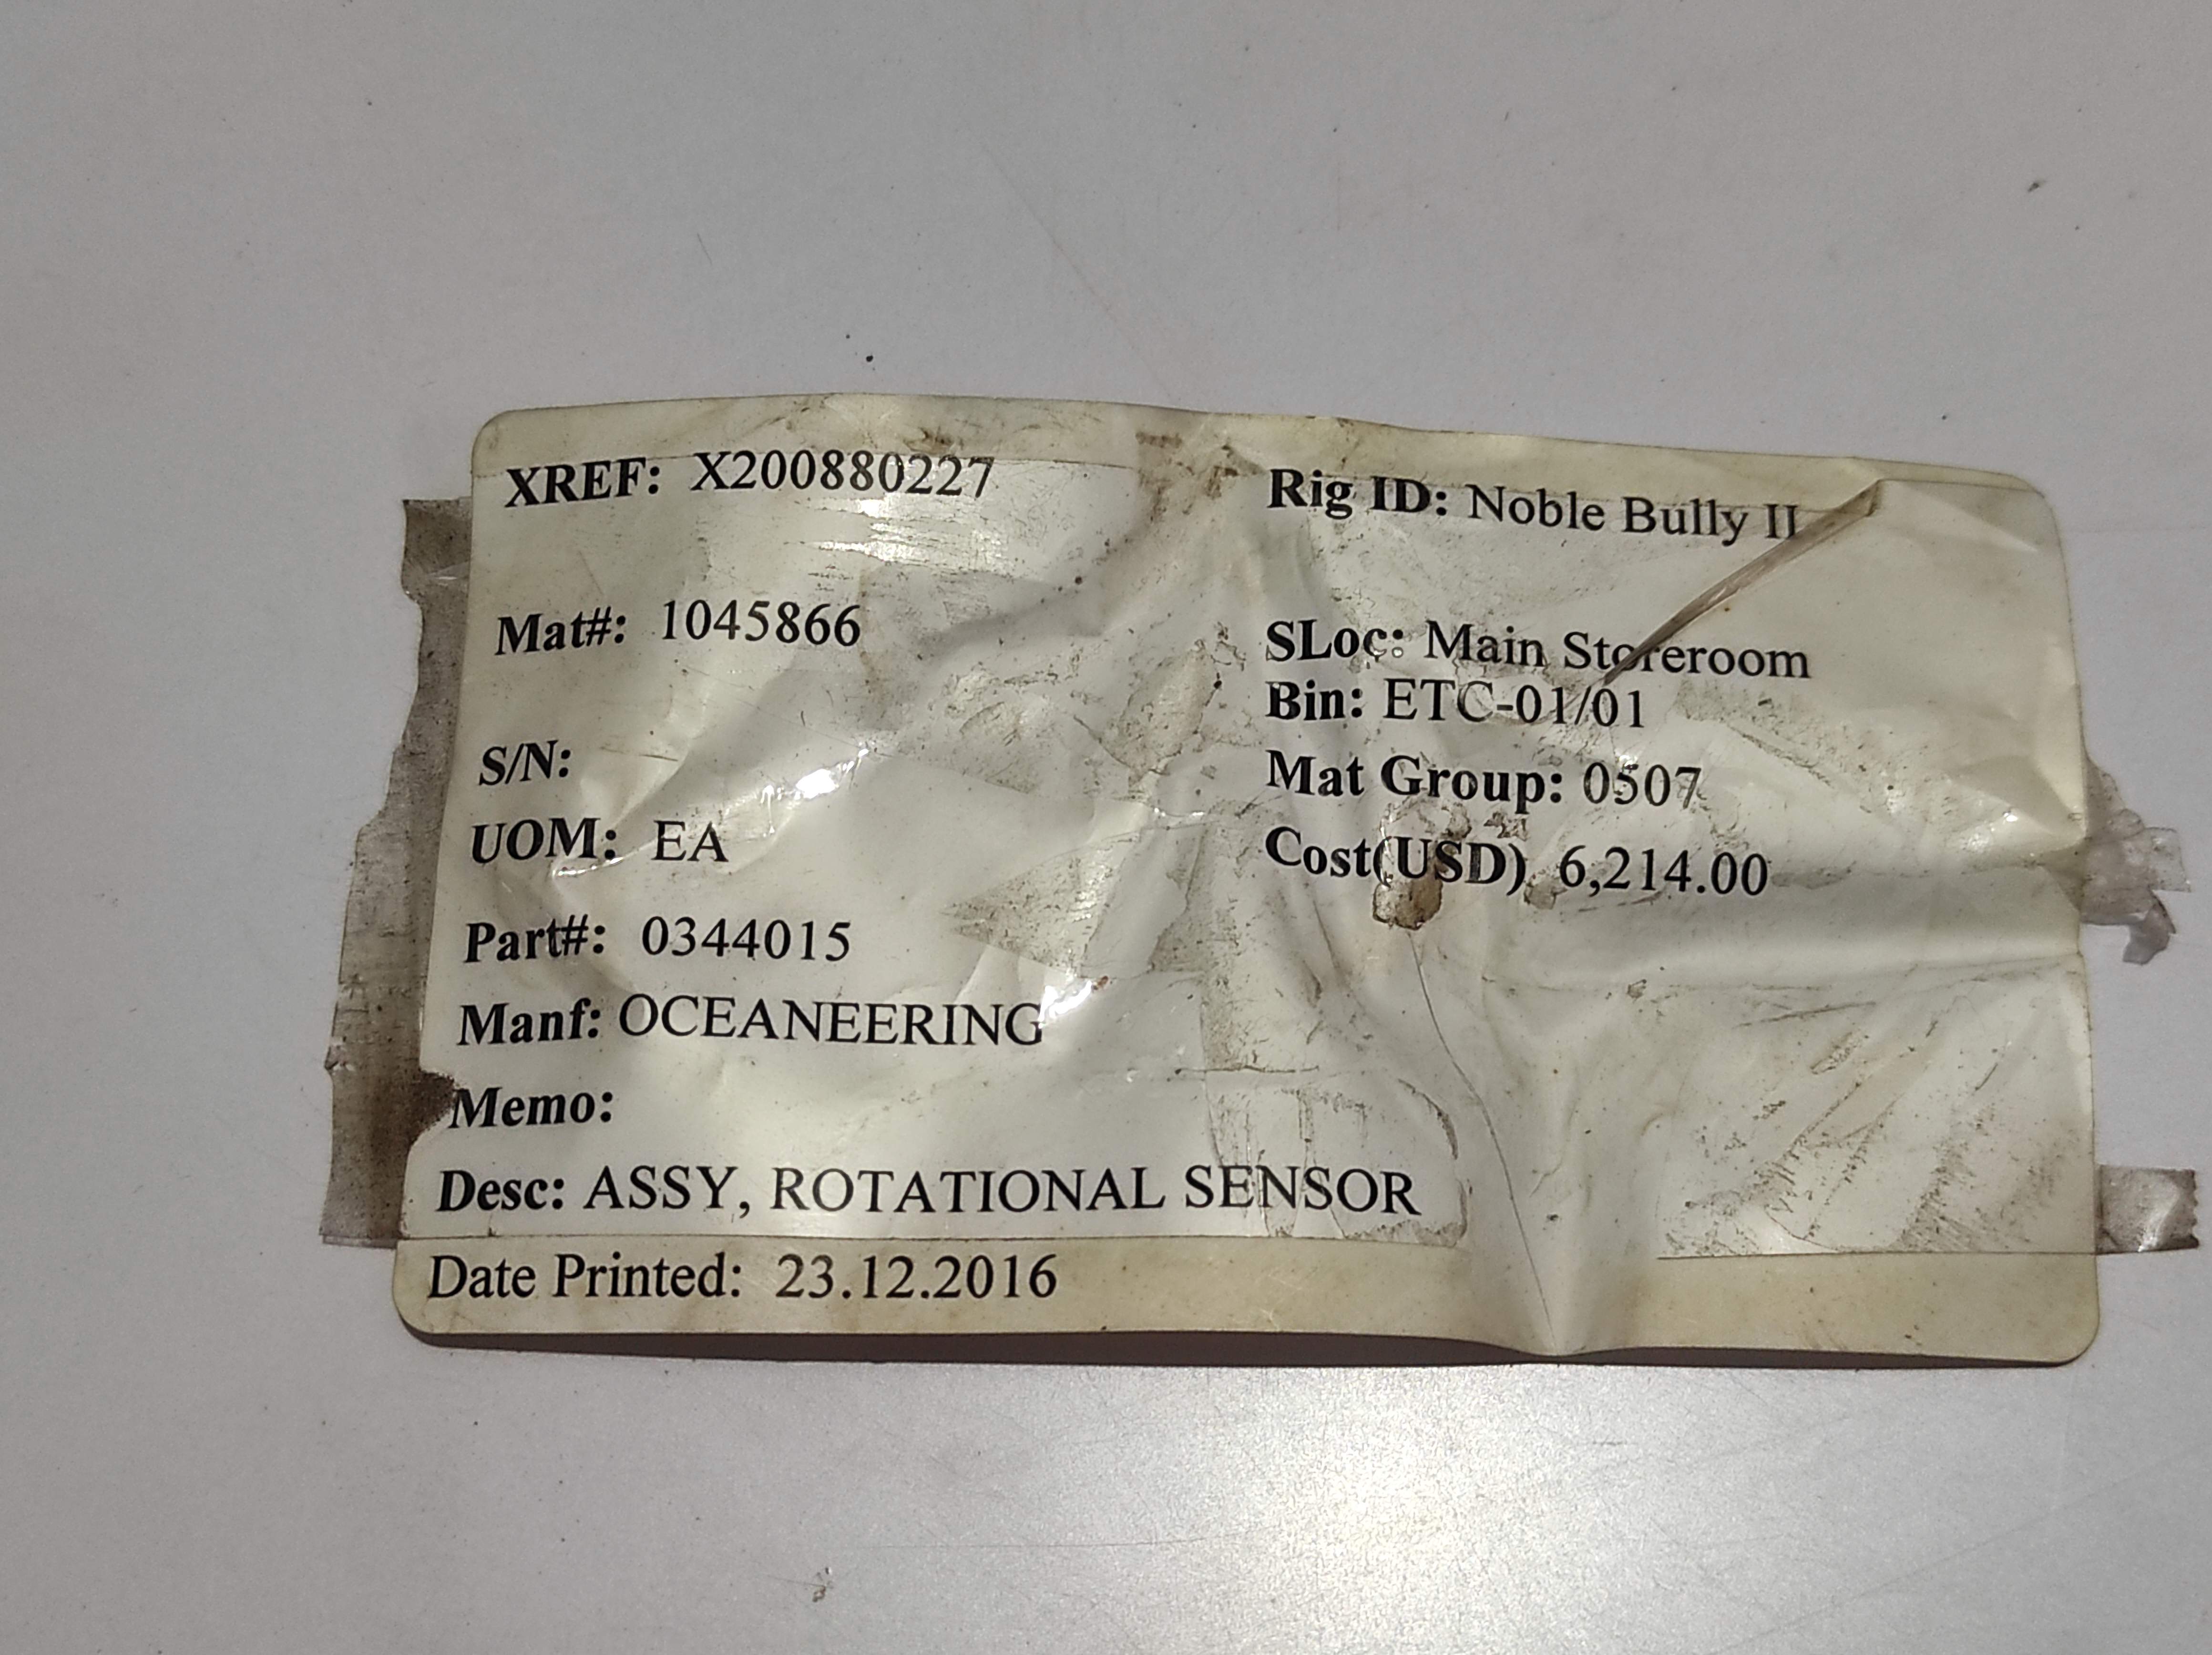 XREF: X200880227
Rig ID: Noble Bully II
Mat#: 1045866
SLoc: Main Storeroom
Bin: ETC-01/01
S/N:
Mat Group: 0507
UOM: EA
Cost(USD) 6,214.00
Part#: 0344015
Manf: OCEANEERING
Memo:
Desc: ASSY, ROTATIONAL SENSOR
Date Printed: 23.12.2016